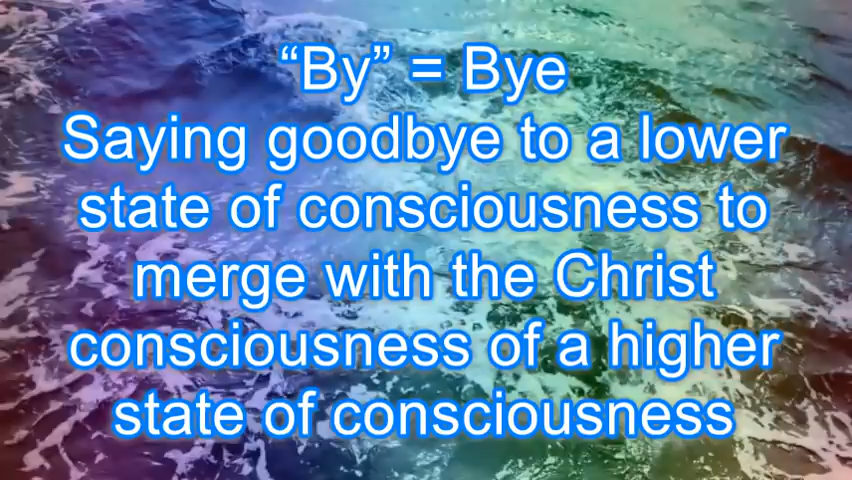 “By” = Bye
Saying goodbye to a lower
state of consciousness to
merge with the Christ
consciousness of a higher
state of consciousness